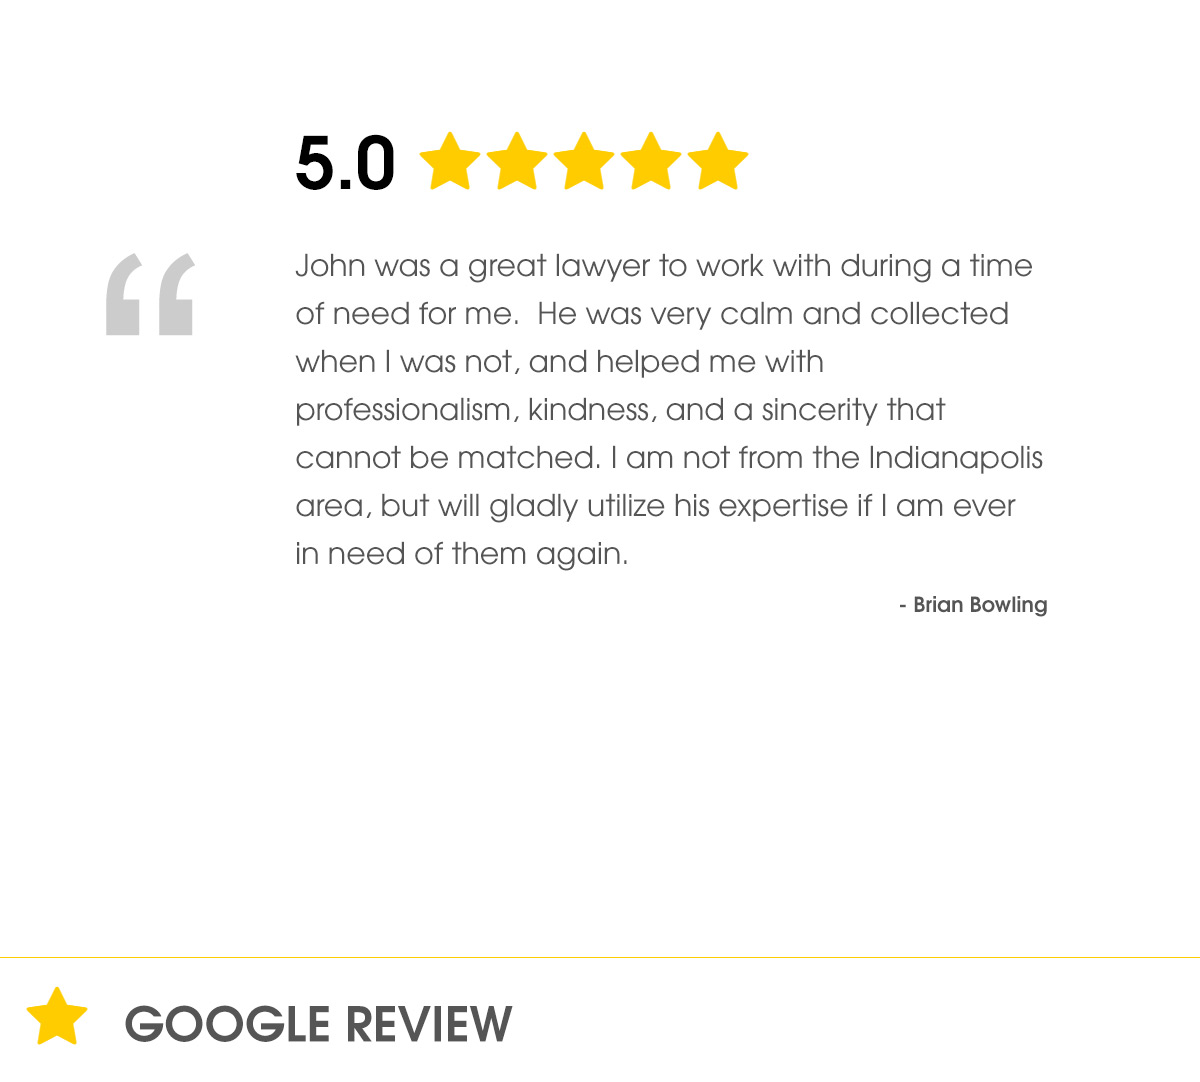 5.0
John was a great lawyer to work with during a time
of need for me.  He was very calm and collected
when I was not, and helped me with
professionalism, kindness, and a sincerity that
cannot be matched. I am not from the Indianapolis
area, but will gladly utilize his expertise if I am ever
in need of them again.
- Brian Bowling
GOOGLE REVIEW